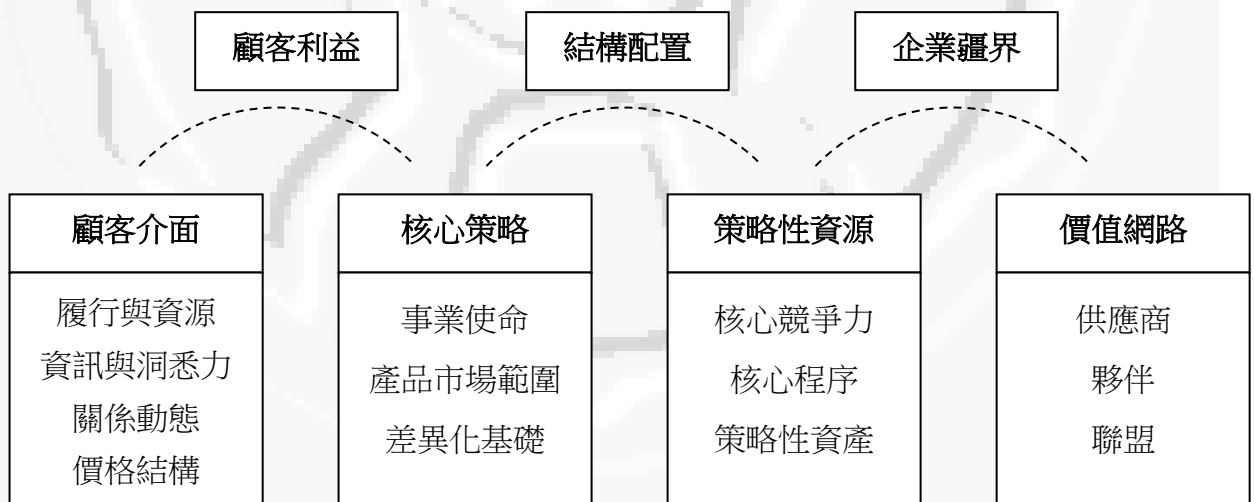 顧客利益
結構配置
企業疆界
顧客介面
履行與資源
資訊與洞悉力
關係動態
價格結構
核心策略
事業使命
產品市場範圍
差異化基礎
策略性資源
核心競爭力
核心程序
策略性資產
價值網路
供應商
夥伴
聯盟